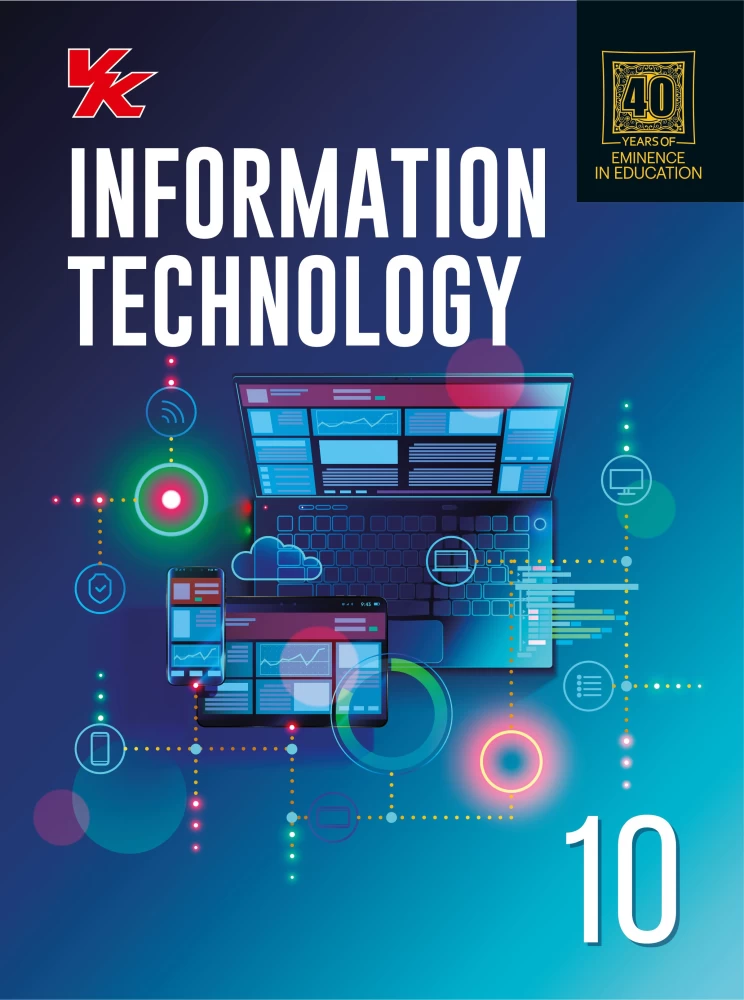 VK
40
YEARS OF
EMINENCE
IN EDUCATION
INFORMATION
TECHNOLOGY
10